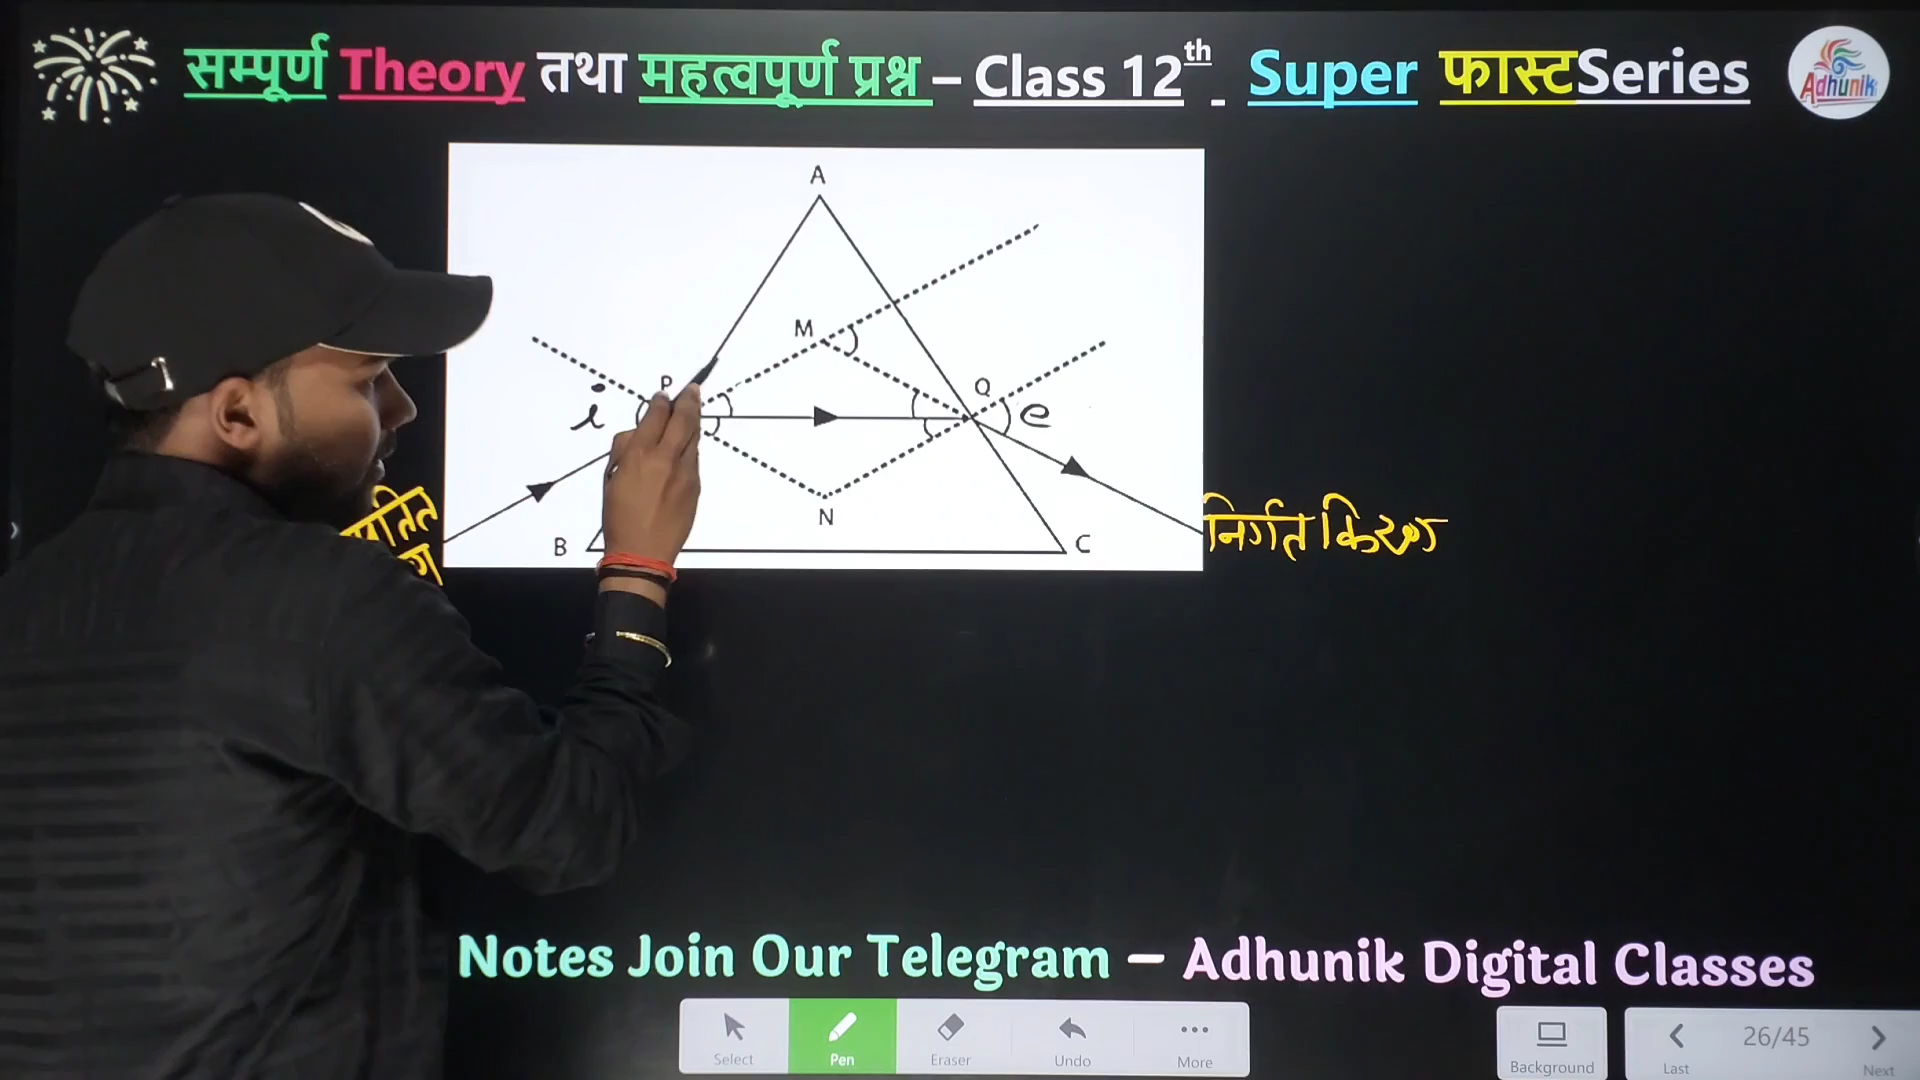 सम्पूर्ण Theory तथा महत्वपूर्ण प्रश्न – Class 12th - Super फास्टSeries
Adhunik
A
M
P
Q
i
e
N
B
C
निर्गत किरण
Notes Join Our Telegram – Adhunik Digital Classes
Select
Pen
Eraser
Undo
More
Background
Last
26/45
Next